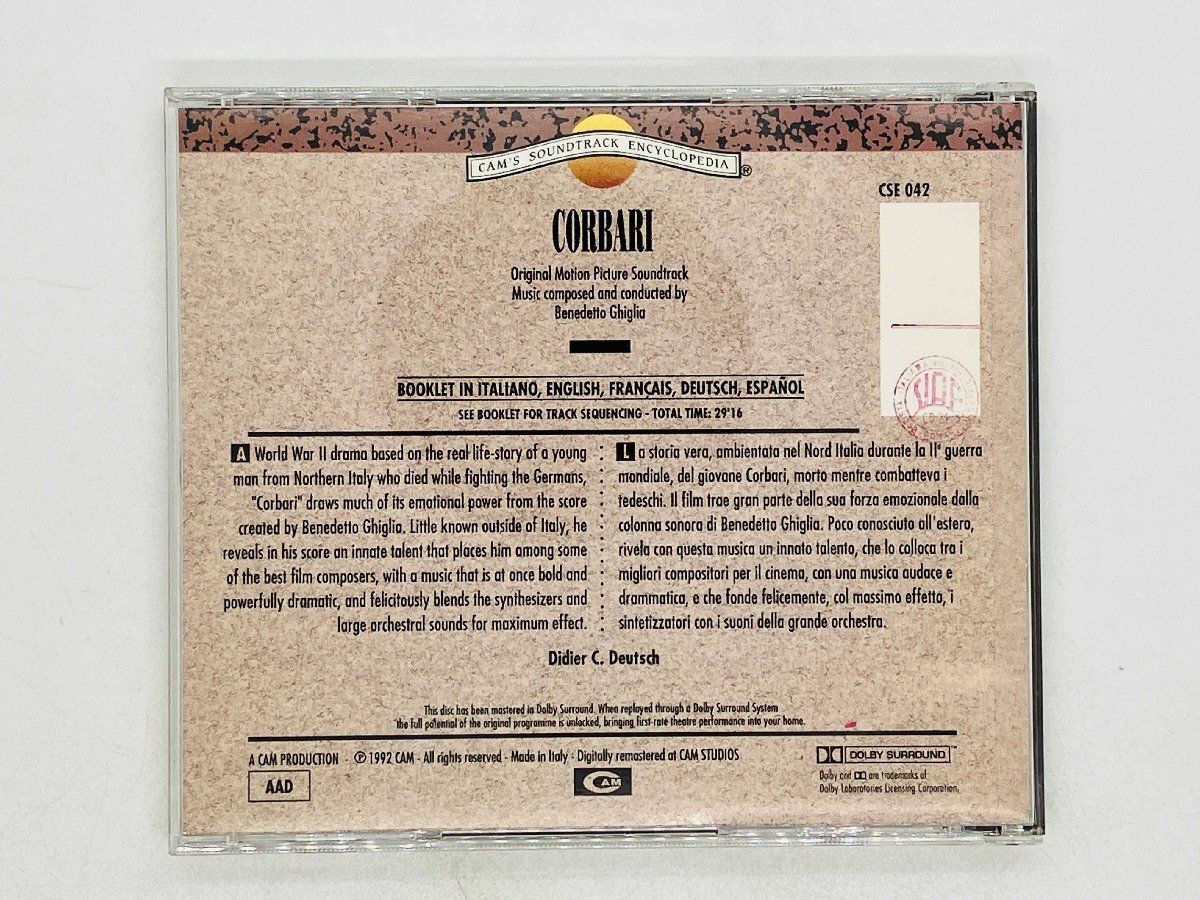 CAM'S SOUNDTRACK ENCYCLOPEDIA ®
CSE 042
CORBARI
Original Motion Picture Soundtrack
Music composed and conducted by
Benedetto Ghiglia
BOOKLET IN ITALIANO, ENGLISH, FRANÇAIS, DEUTSCH, ESPAÑOL
SEE BOOKLET FOR TRACK SEQUENCING - TOTAL TIME: 29'16
A World War II drama based on the real life-story of a young
man from Northern Italy who died while fighting the Germans,
"Corbari" draws much of its emotional power from the score
created by Benedetto Ghiglia. Little known outside of Italy, he
reveals in his score an innate talent that places him among some
of the best film composers, with a music that is at once bold and
powerfully dramatic, and felicitously blends the synthesizers and
large orchestral sounds for maximum effect.
La storia vera, ambientata nel Nord Italia durante la IIª guerra
mondiale, del giovane Corbari, morto mentre combatteva i
tedeschi. Il film trae gran parte della sua forza emozionale dalla
colonna sonora di Benedetto Ghiglia. Poco conosciuto all'estero,
rivela con questa musica un innato talento, che lo colloca tra i
migliori compositori per il cinema, con una musica audace e
drammatica, e che fonde felicemente, col massimo effetto, i
sintetizzatori con i suoni della grande orchestra.
Didier C. Deutsch
This disc has been mastered in Dolby Surround. When replayed through a Dolby Surround System
the full potential of the original programme is unlocked, bringing first-rate theatre performance into your home.
A CAM PRODUCTION - ℗ 1992 CAM - All rights reserved - Made in Italy - Digitally remastered at CAM STUDIOS
AAD
CAM
DOLBY SURROUND™
Dolby and are trademarks of
Dolby Laboratories Licensing Corporation.